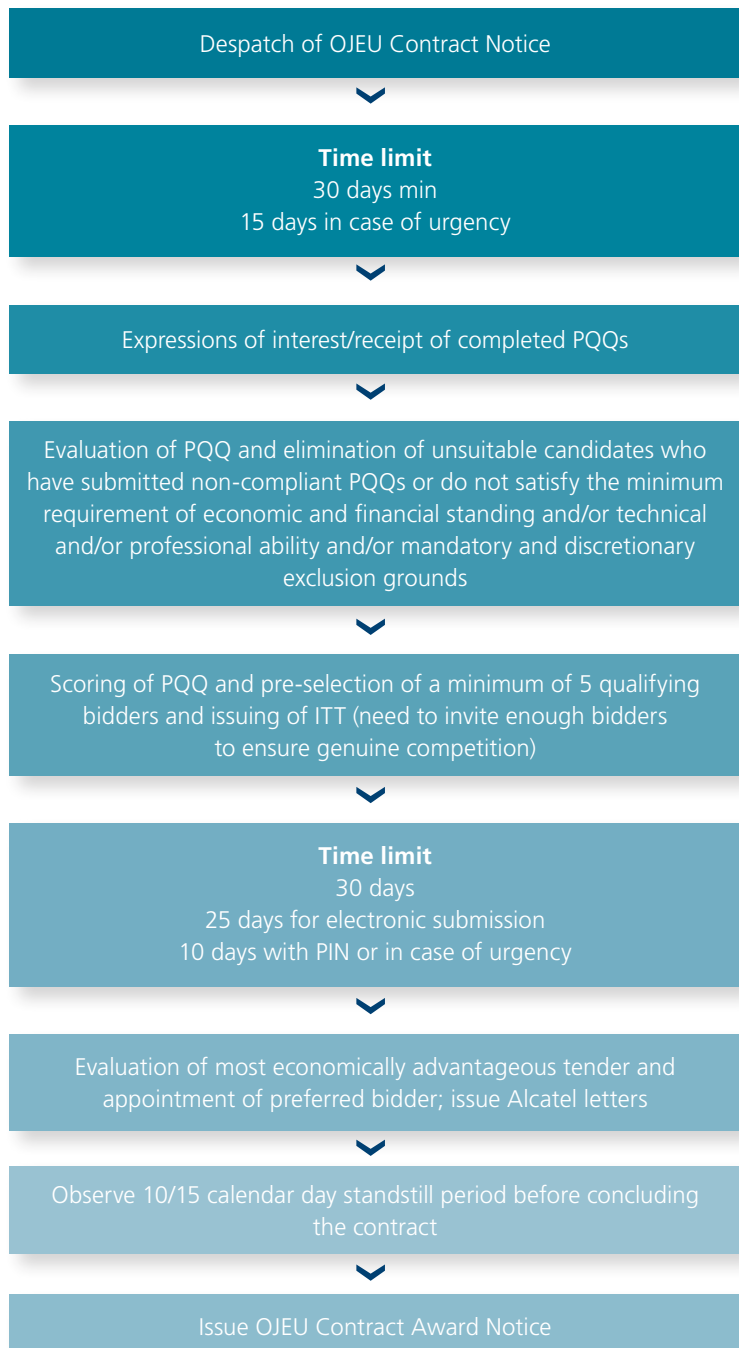 Despatch of OJEU Contract Notice
Time limit
30 days min
15 days in case of urgency
Expressions of interest/receipt of completed PQQs
Evaluation of PQQ and elimination of unsuitable candidates who
have submitted non-compliant PQQs or do not satisfy the minimum
requirement of economic and financial standing and/or technical
and/or professional ability and/or mandatory and discretionary
exclusion grounds
Scoring of PQQ and pre-selection of a minimum of 5 qualifying
bidders and issuing of ITT (need to invite enough bidders
to ensure genuine competition)
Time limit
30 days
25 days for electronic submission
10 days with PIN or in case of urgency
Evaluation of most economically advantageous tender and
appointment of preferred bidder; issue Alcatel letters
Observe 10/15 calendar day standstill period before concluding
the contract
Issue OJEU Contract Award Notice